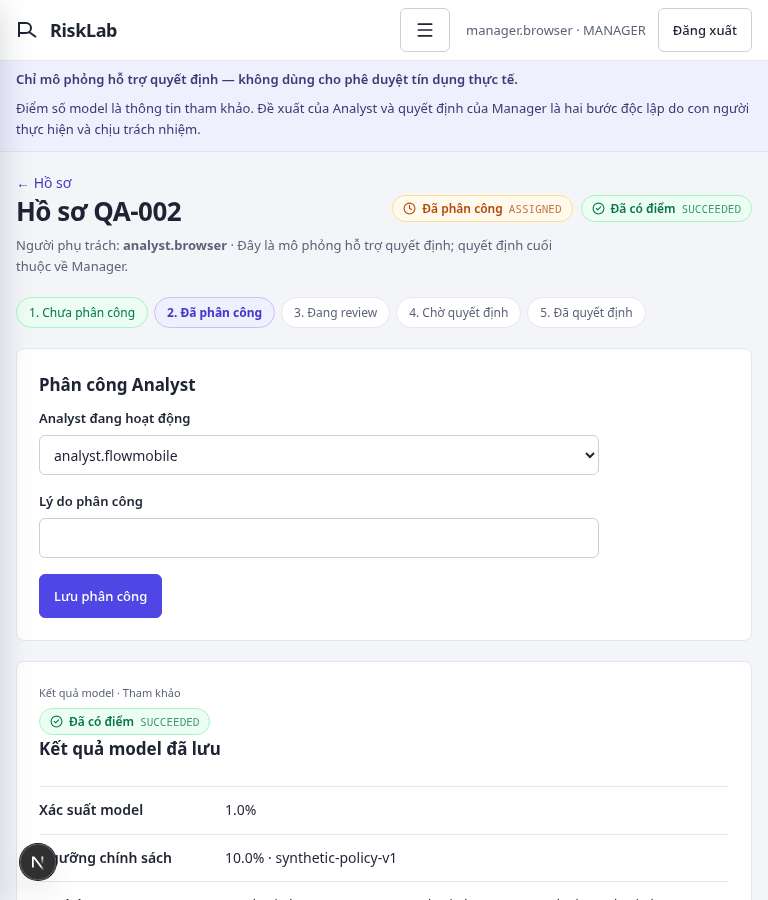 RiskLab
manager.browser · MANAGER
Đăng xuất
Chỉ mô phỏng hỗ trợ quyết định — không dùng cho phê duyệt tín dụng thực tế.
Điểm số model là thông tin tham khảo. Đề xuất của Analyst và quyết định của Manager là hai bước độc lập do con người
thực hiện và chịu trách nhiệm.
← Hồ sơ
Hồ sơ QA-002
Đã phân công ASSIGNED
Đã có điểm SUCCEEDED
Người phụ trách: analyst.browser · Đây là mô phỏng hỗ trợ quyết định; quyết định cuối
thuộc về Manager.
1. Chưa phân công
2. Đã phân công
3. Đang review
4. Chờ quyết định
5. Đã quyết định
Phân công Analyst
Analyst đang hoạt động
analyst.flowmobile
Lý do phân công
Lưu phân công
Kết quả model · Tham khảo
Đã có điểm SUCCEEDED
Kết quả model đã lưu
Xác suất model 1.0%
chính sách 10.0% · synthetic-policy-v1